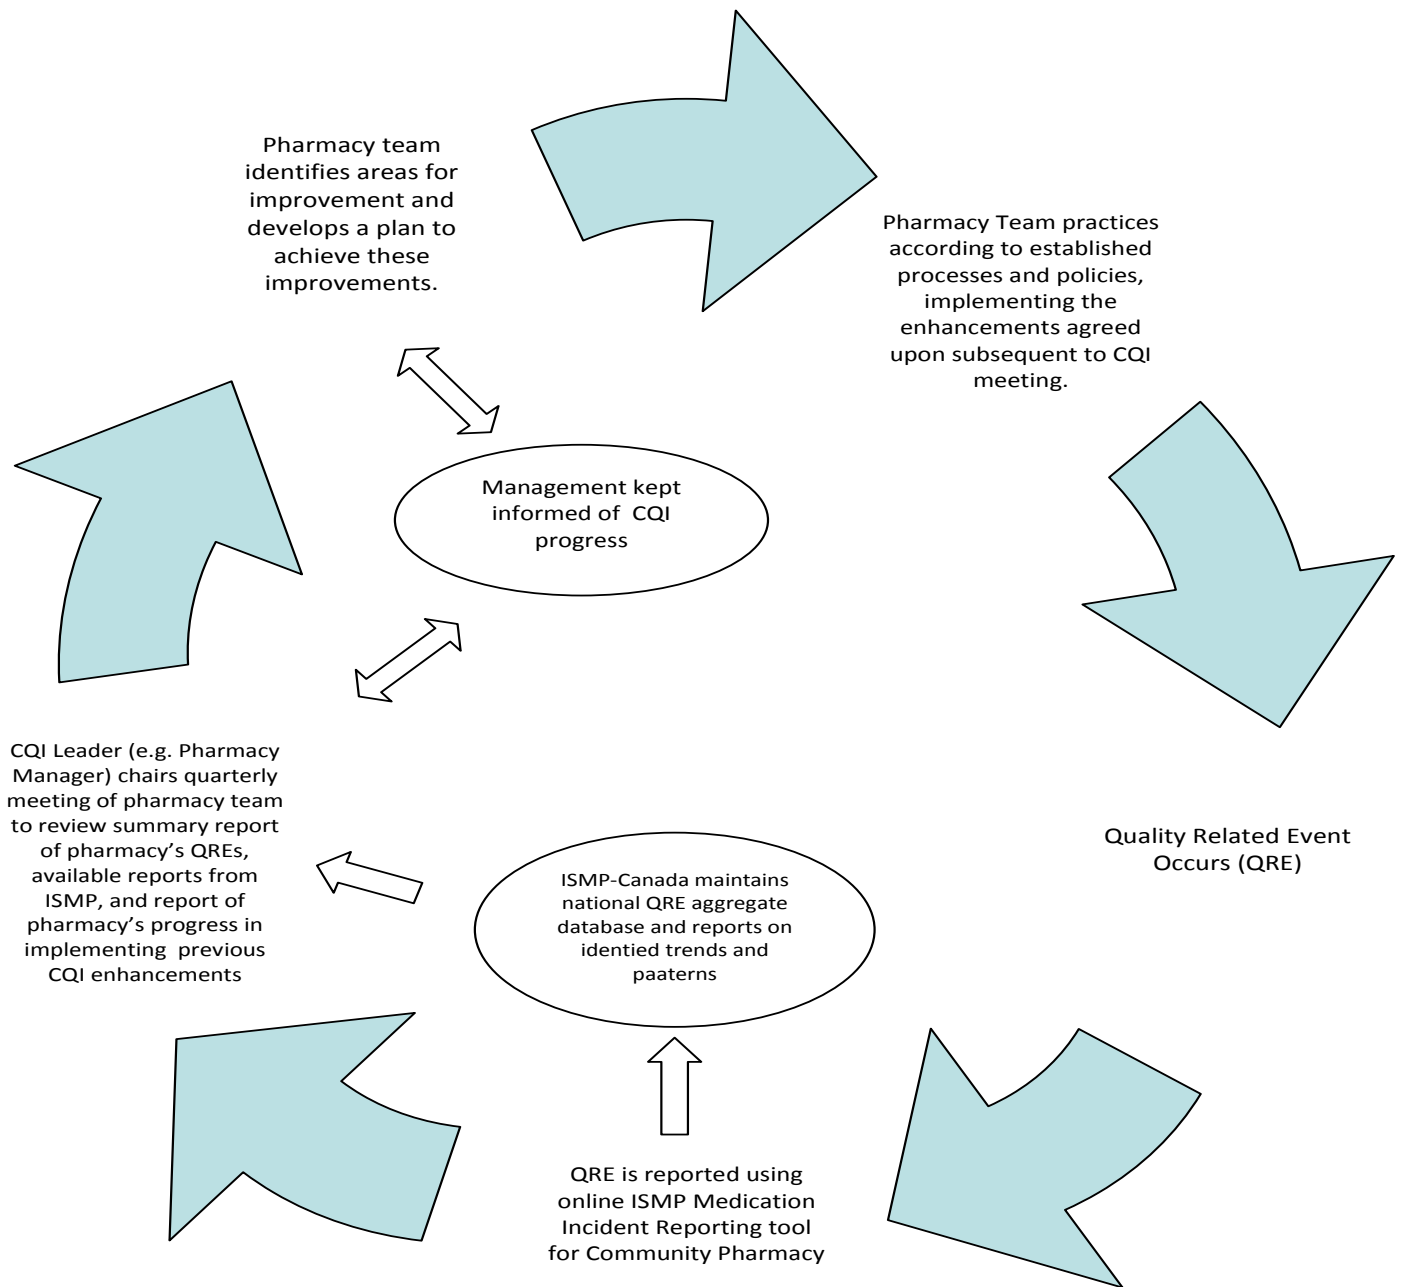 Pharmacy team
identifies areas for
improvement and
develops a plan to
achieve these
improvements.
Pharmacy Team practices
according to established
processes and policies,
implementing the
enhancements agreed
upon subsequent to CQI
meeting.
Management kept
informed of CQI
progress
CQI Leader (e.g. Pharmacy
Manager) chairs quarterly
meeting of pharmacy team
to review summary report
of pharmacy’s QREs,
available reports from
ISMP, and report of
pharmacy’s progress in
implementing previous
CQI enhancements
Quality Related Event
Occurs (QRE)
ISMP-Canada maintains
national QRE aggregate
database and reports on
identied trends and
paaterns
QRE is reported using
online ISMP Medication
Incident Reporting tool
for Community Pharmacy